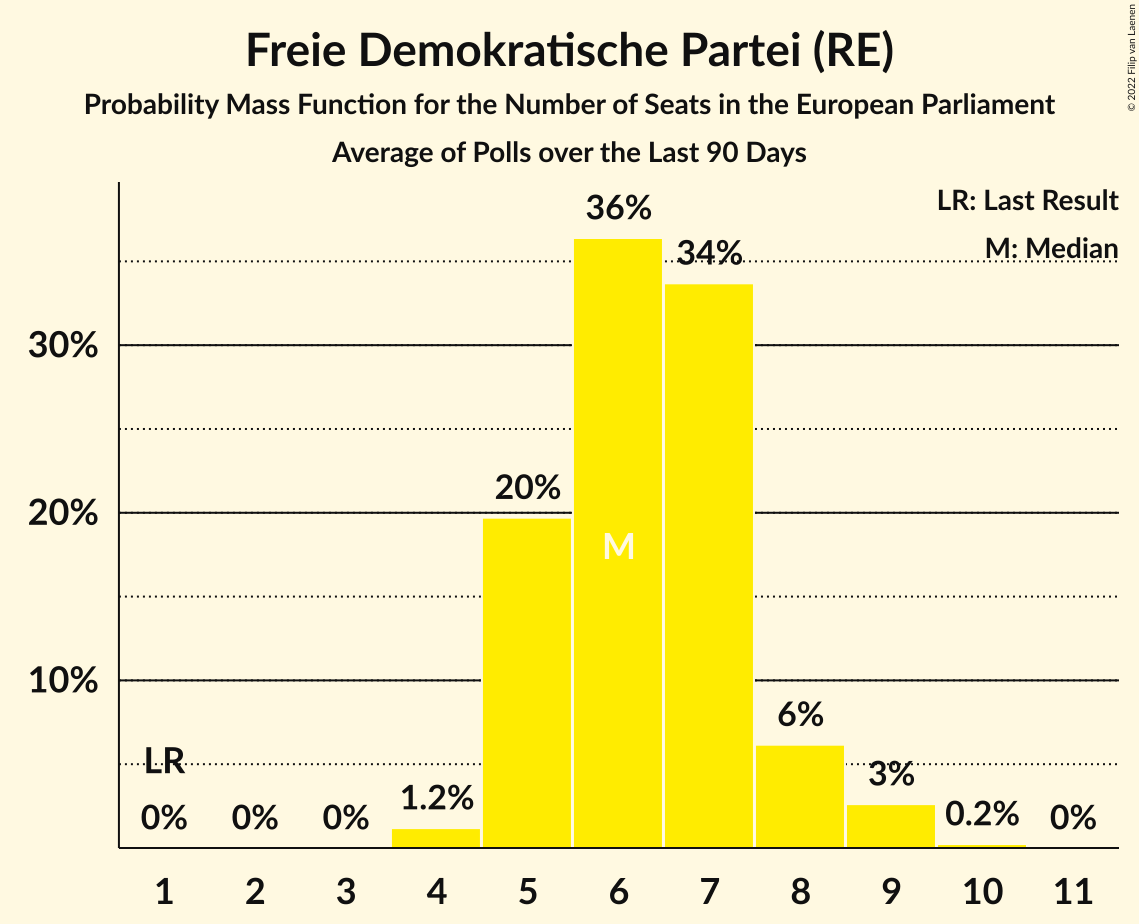 Freie Demokratische Partei (RE)
Probability Mass Function for the Number of Seats in the European Parliament
Average of Polls over the Last 90 Days
© 2022 Filip van Laenen
LR: Last Result
M: Median
36%
34%
30%
20%
20%
M
10%
6%
LR
3%
1.2%
0%
0%
0%
0.2%
0%
1 2 3 4 5 6 7 8 9 10 11